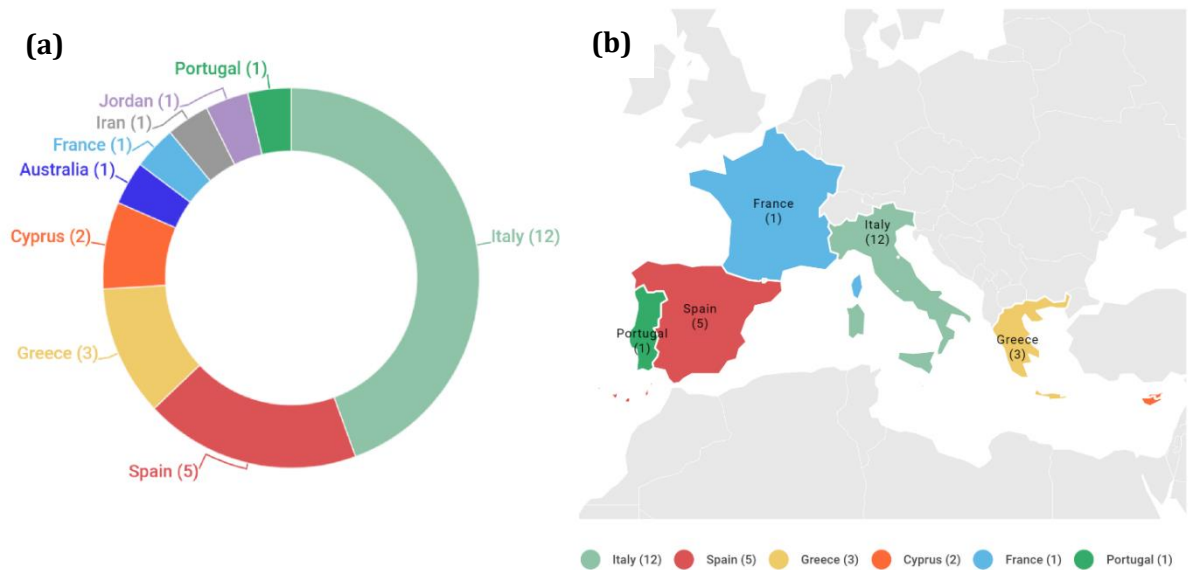 (a)
Portugal (1)
Jordan (1)
Iran (1)
France (1)
Australia (1)
Cyprus (2)
Italy (12)
Greece (3)
Spain (5)
(b)
France
(1)
Italy
(12)
Spain
(5)
Portugal
(1)
Greece
(3)
Italy (12) Spain (5) Greece (3) Cyprus (2) France (1) Portugal (1)